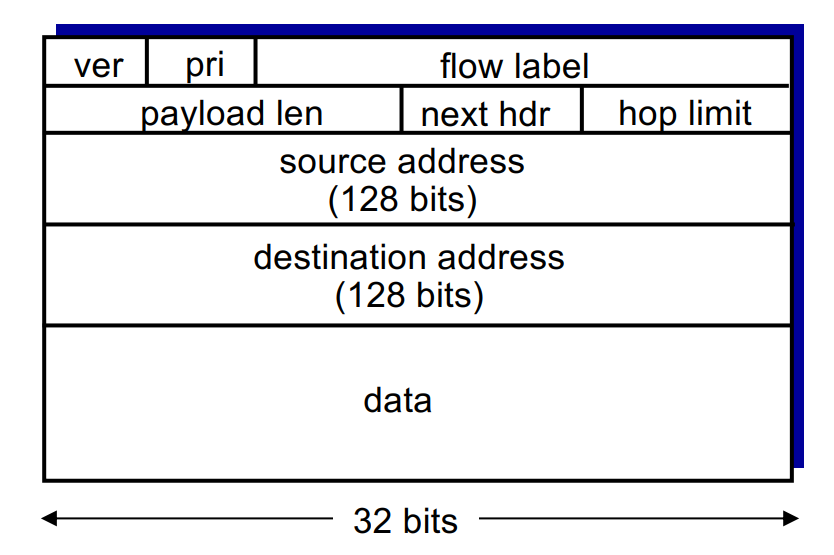 ver pri flow label
payload len next hdr hop limit
source address
(128 bits)
destination address
(128 bits)
data
32 bits